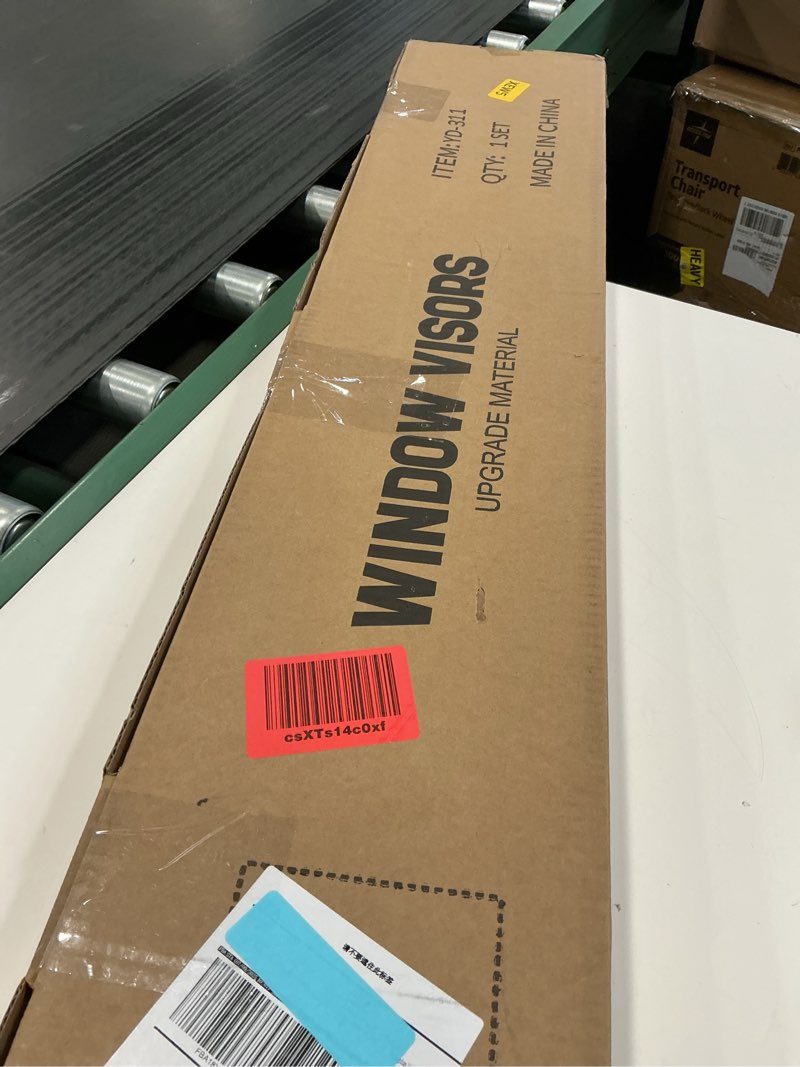 ITEM:YD-311
QTY: 1SET
MADE IN CHINA
SMGX
WINDOW VISORS
UPGRADE MATERIAL
csXTs14c0xf
请不要遮住此标签
Transport
Chair
HEAVY